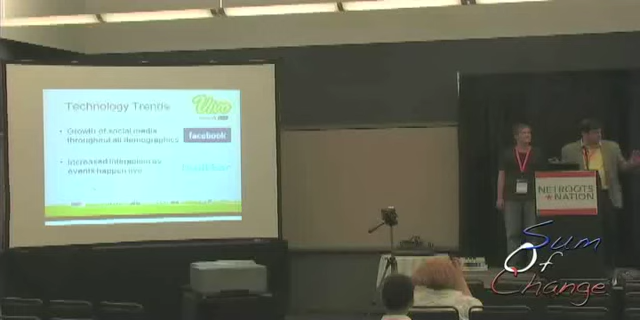 Technology Trends
• Growth of social media
throughout all demographics
facebook
• Increased interaction as
events happen live
NETROOTS
NATION
Sum
Of
Change